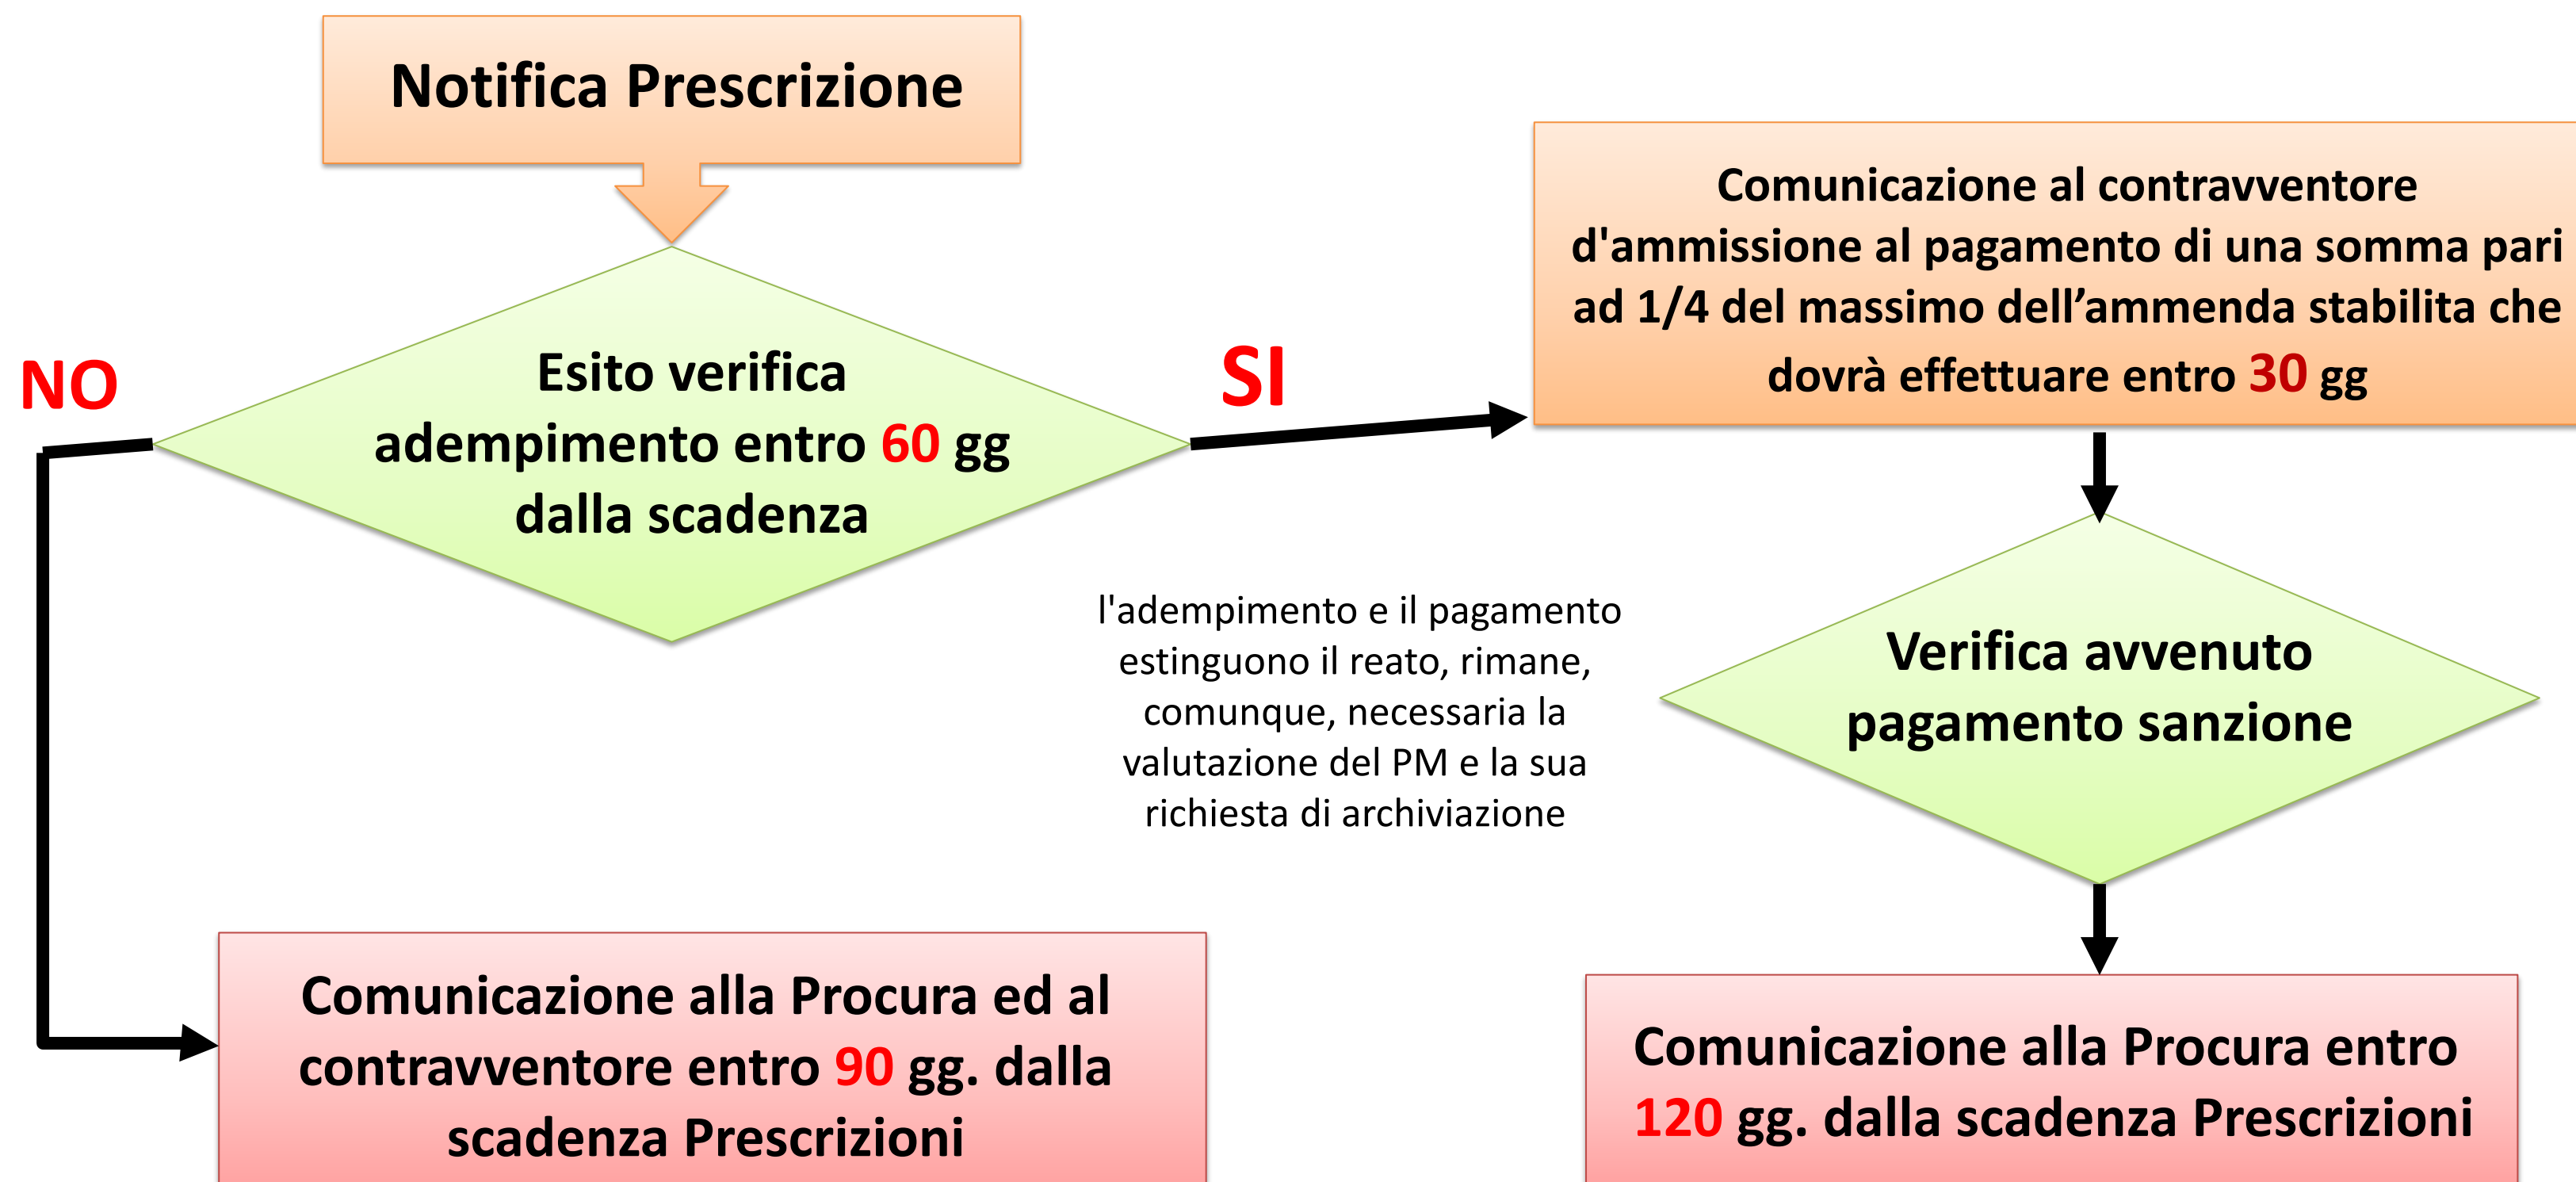 Notifica Prescrizione
Comunicazione al contravventore
d'ammissione al pagamento di una somma pari
ad 1/4 del massimo dell’ammenda stabilita che
dovrà effettuare entro 30 gg
NO
Esito verifica
adempimento entro 60 gg
dalla scadenza
SI
l'adempimento e il pagamento
estinguono il reato, rimane,
comunque, necessaria la
valutazione del PM e la sua
richiesta di archiviazione
Verifica avvenuto
pagamento sanzione
Comunicazione alla Procura ed al
contravventore entro 90 gg. dalla
scadenza Prescrizioni
Comunicazione alla Procura entro
120 gg. dalla scadenza Prescrizioni